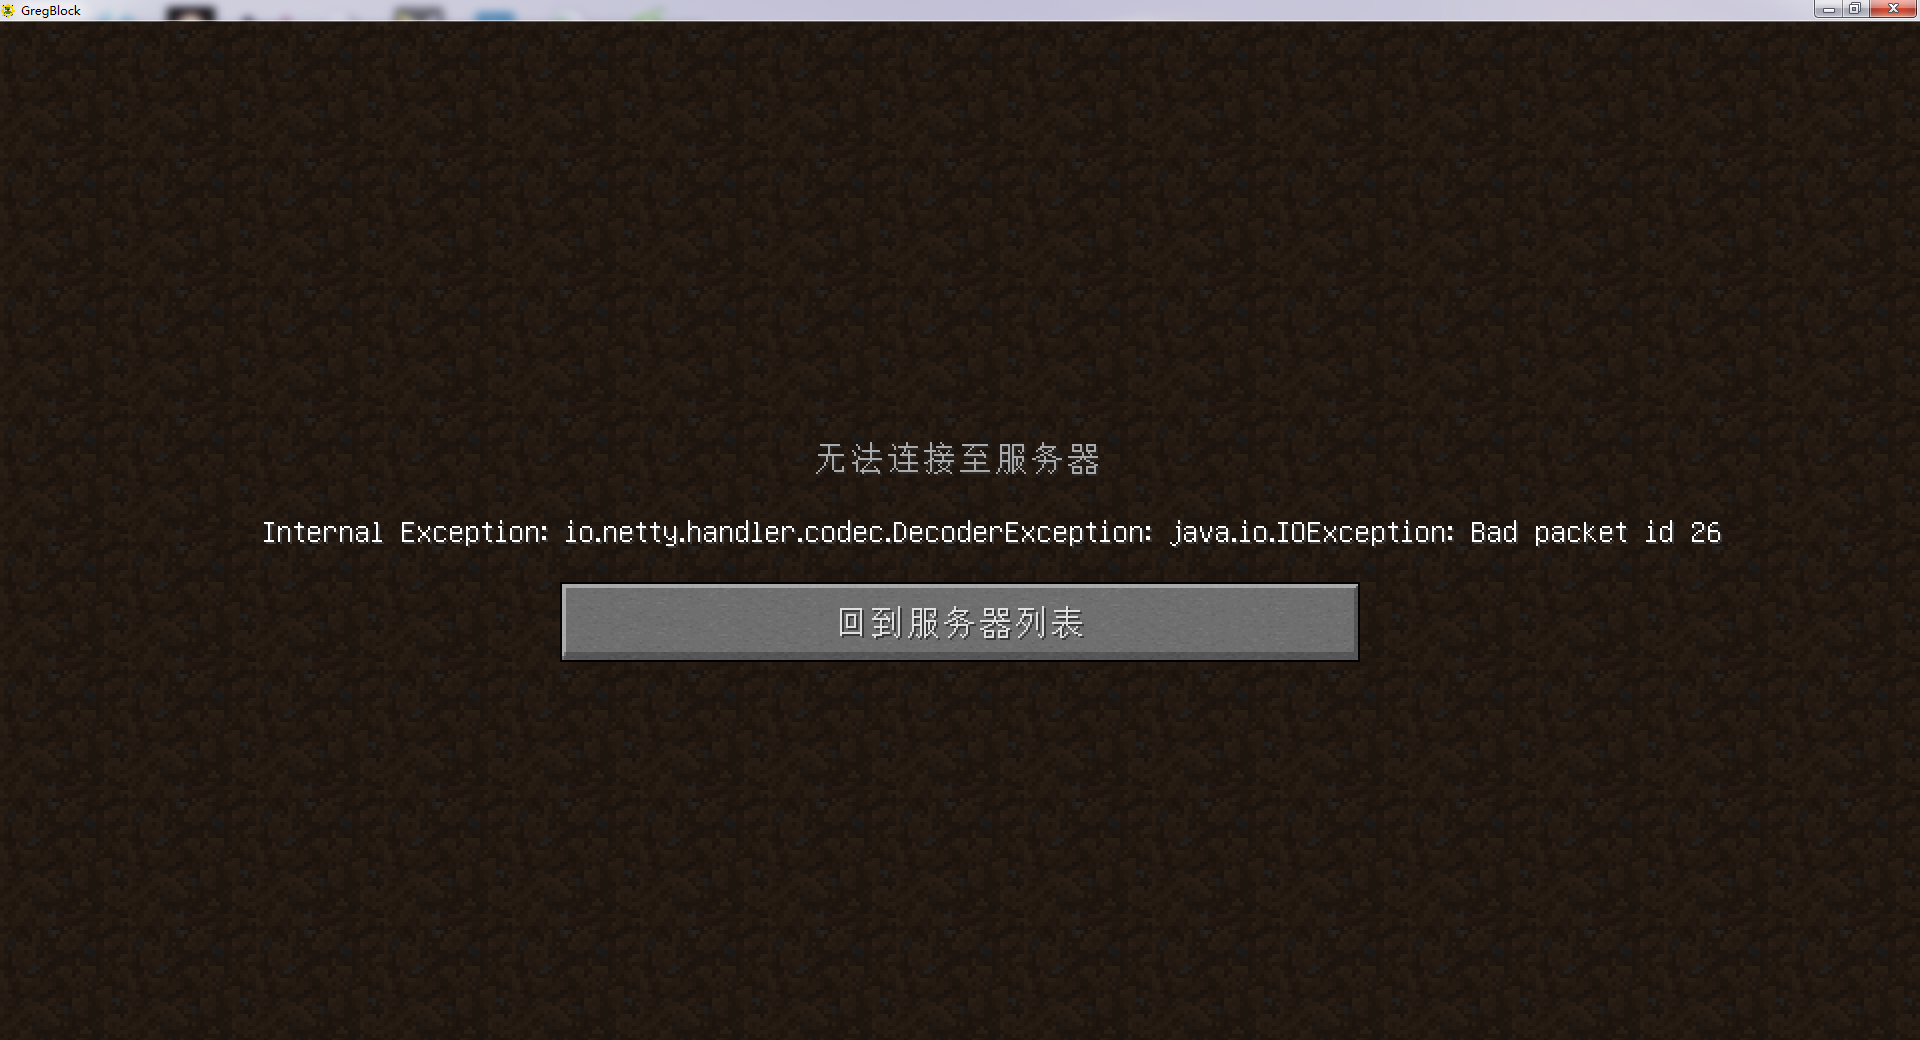 GregBlock
无法连接至服务器
Internal Exception: io.netty.handler.codec.DecoderException: java.io.IOException: Bad packet id 26
回到服务器列表